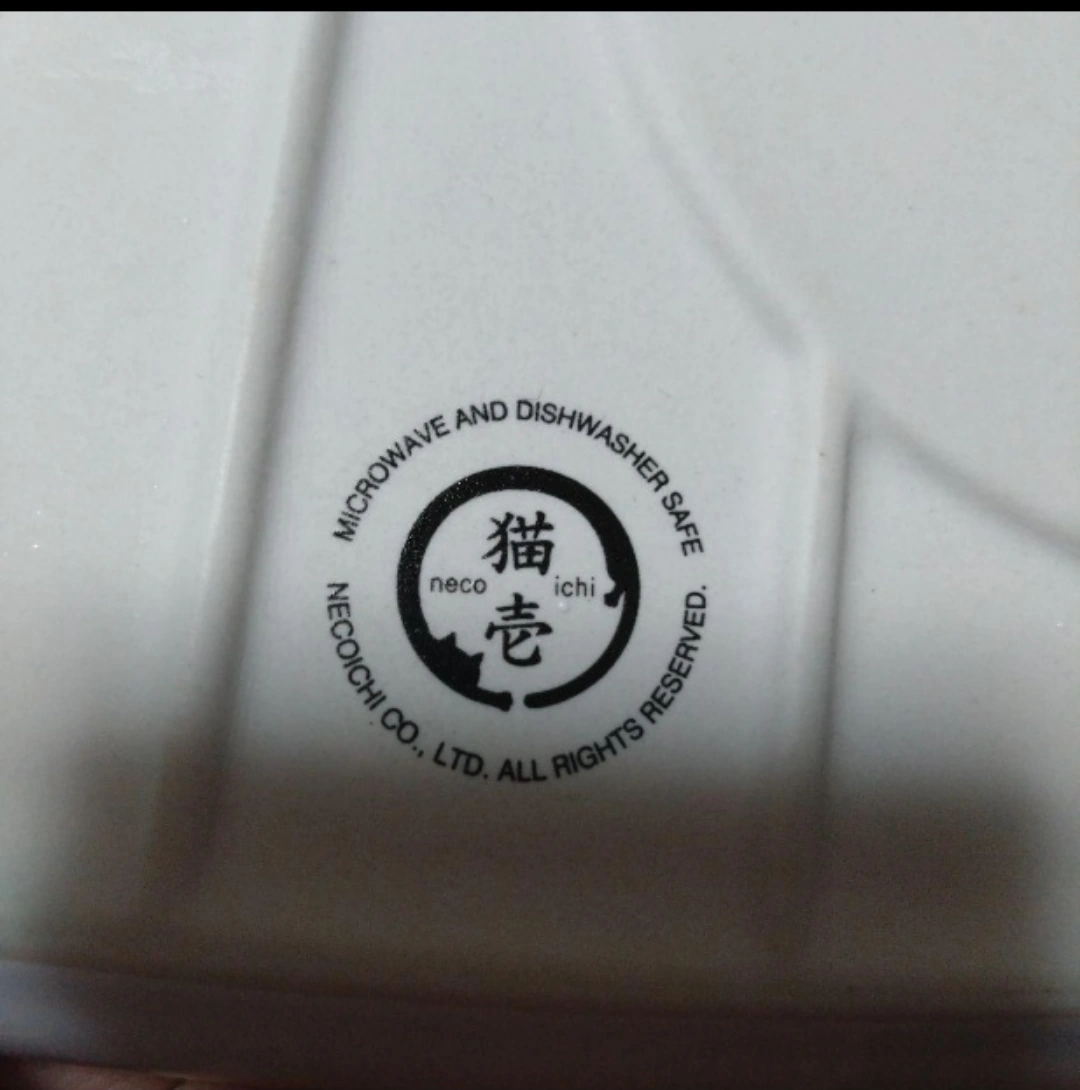 MICROWAVE AND DISHWASHER SAFE
猫
neco ichi
壱
NECOICHI CO., LTD. ALL RIGHTS RESERVED.